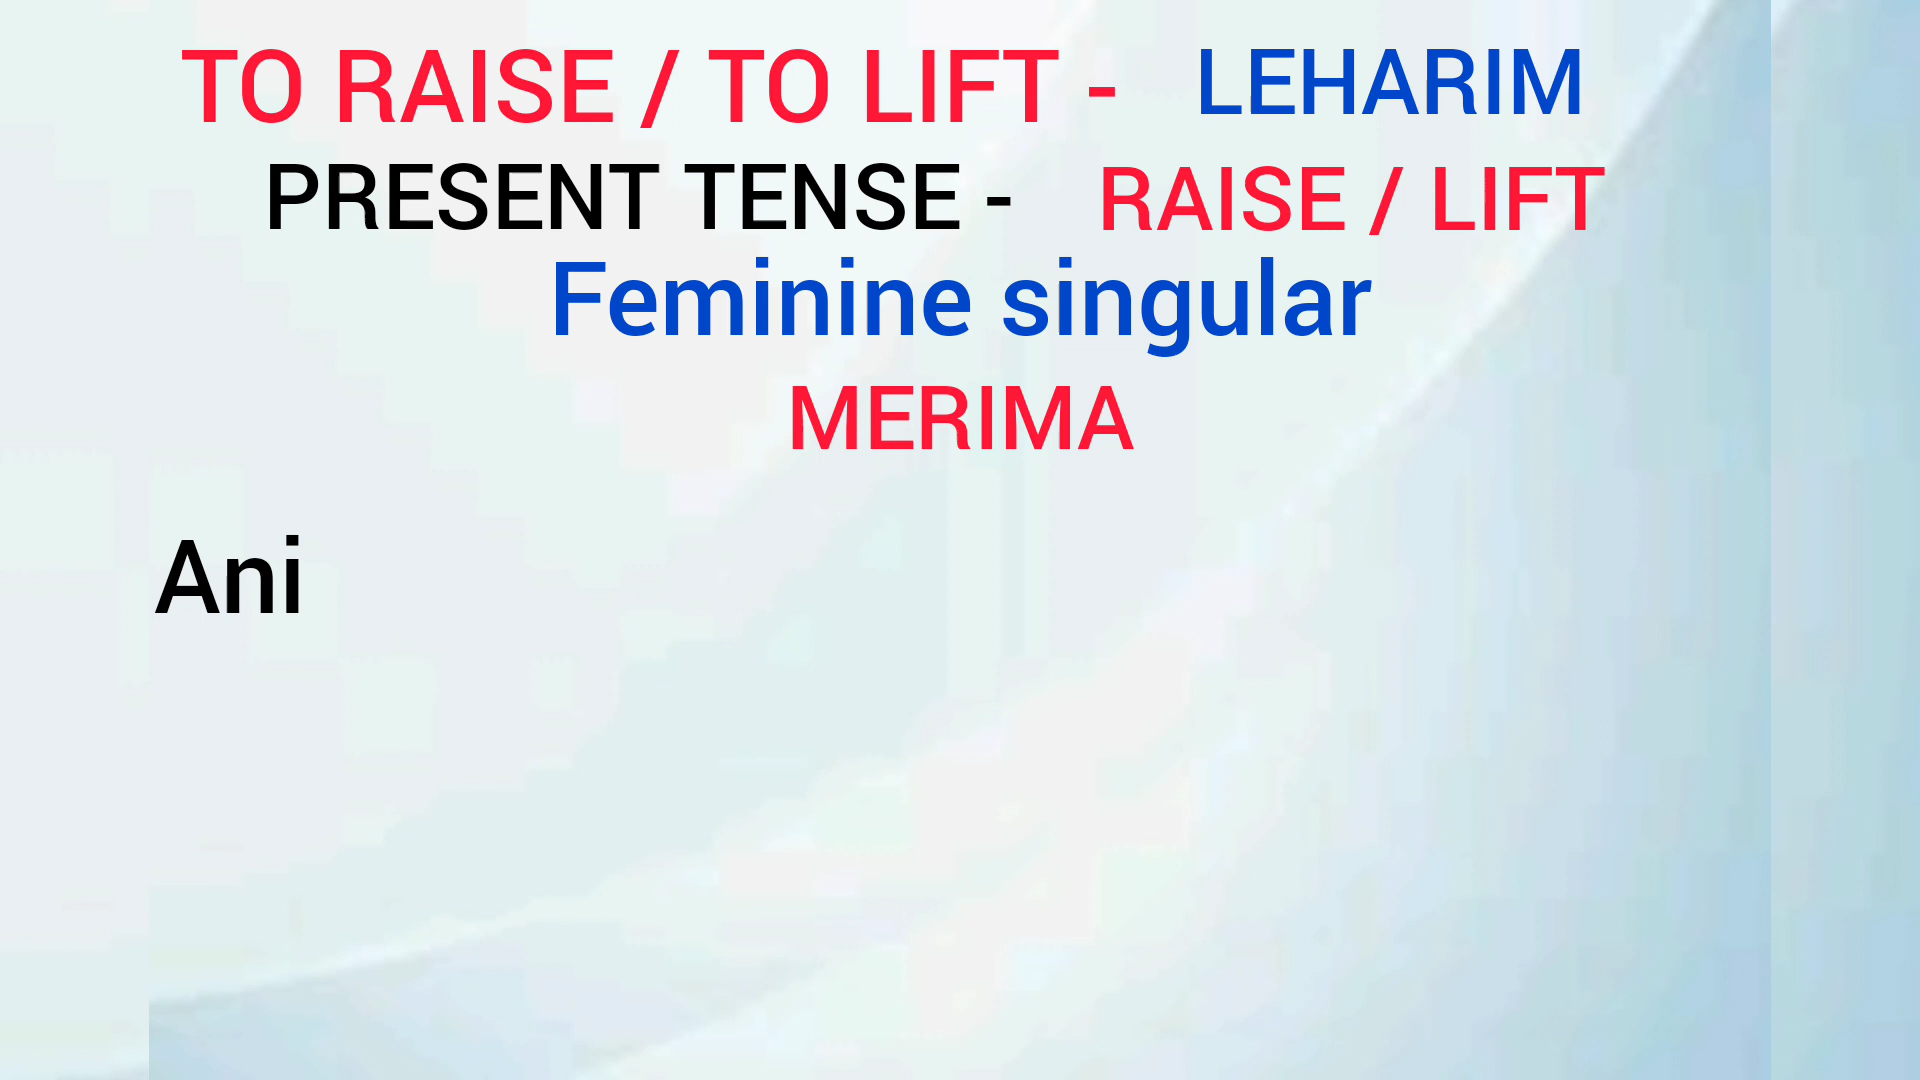 TO RAISE / TO LIFT - LEHARIM
PRESENT TENSE - RAISE / LIFT
Feminine singular
MERIMA
Ani